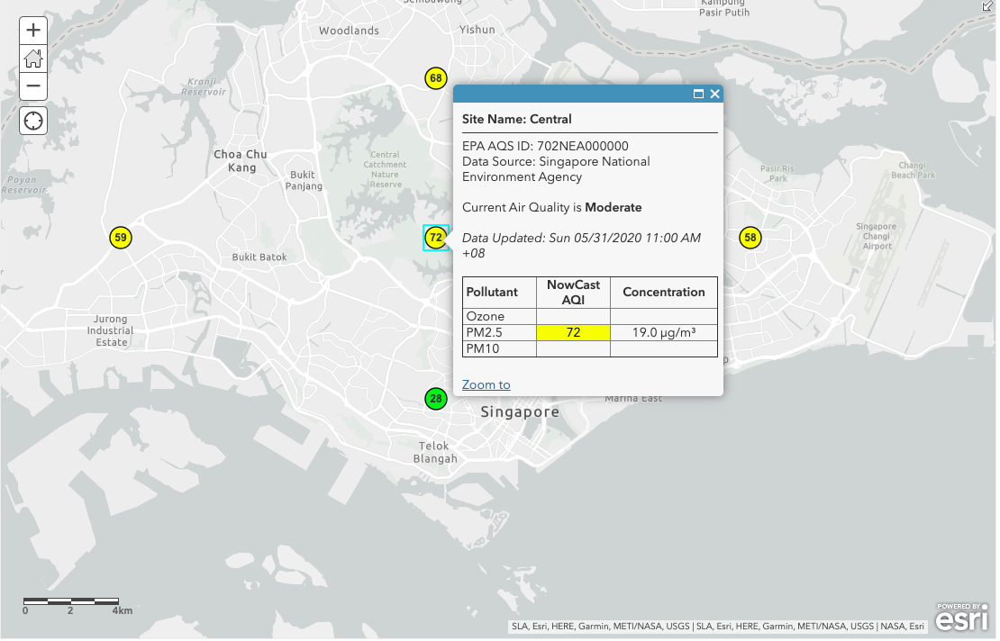 Sembawang
Kampung
Pasir Putih
Woodlands
Yishun
+
68
Kranji
Reservoir
−
Site Name: Central
EPA AQS ID: 702NEA000000
Data Source: Singapore National
Environment Agency
Current Air Quality is Moderate
Data Updated: Sun 05/31/2020 11:00 AM
+08
Pollutant NowCast AQI Concentration
Ozone
PM2.5 72 19.0 µg/m³
PM10
Zoom to
Choa Chu
Kang
Central
Catchment
Nature
Reserve
Bukit
Panjang
Poyan
Reservoir
Pasir Ris
Park
Changi
Beach Park
59
72
58
Singapore
Changi
Airport
Bukit Batok
Jurong
Industrial
Estate
28
Marina East
Singapore
Telok
Blangah
0 2 4km
SLA, Esri, HERE, Garmin, METI/NASA, USGS | SLA, Esri, HERE, Garmin, METI/NASA, USGS | NASA, Esri
POWERED BY
esri